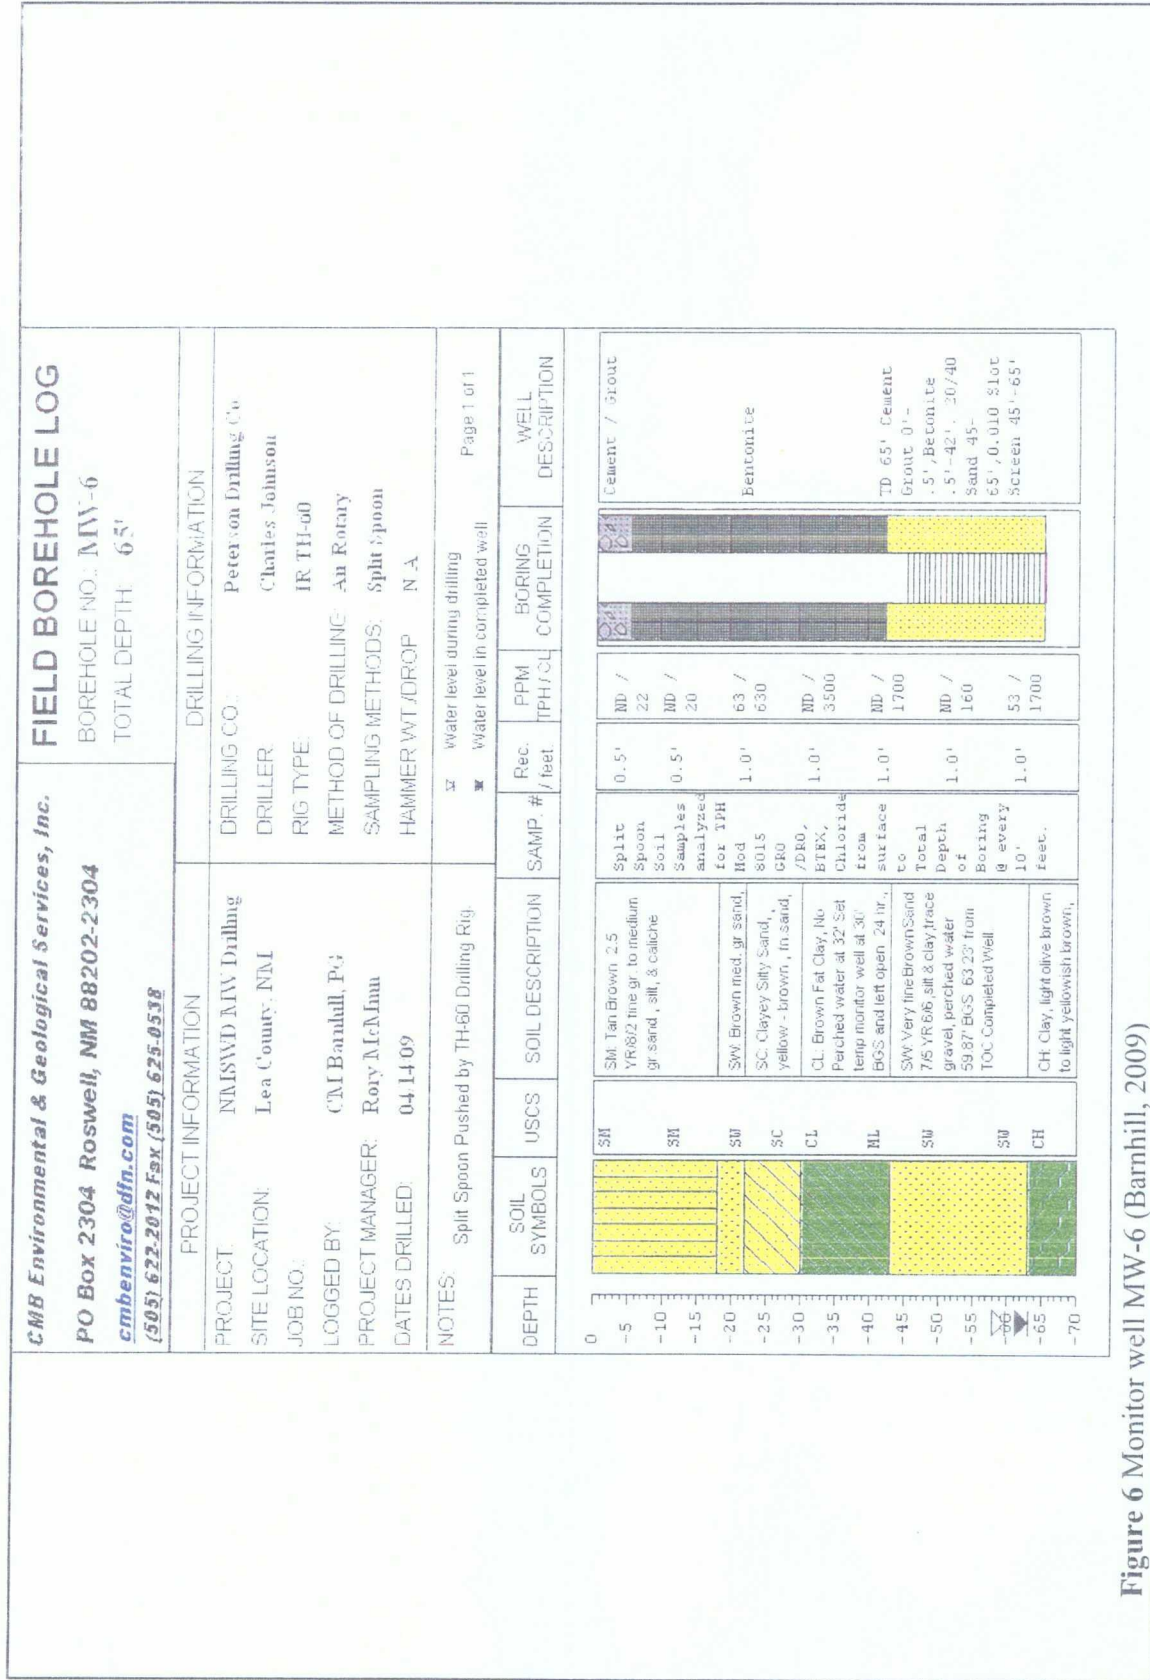 CMB Environmental & Geological Services, Inc.
PO Box 2304 Roswell, NM 88202-2304
cmbenviro@dfn.com
(505) 622-2012 Fax (505) 625-0538
FIELD BOREHOLE LOG
BOREHOLE NO.: MW-6
TOTAL DEPTH: 65'
PROJECT INFORMATION
PROJECT: NMSWD MW Drilling
SITE LOCATION: Lea County, NM
JOB NO.:
LOGGED BY: CM Barnhill, PG
PROJECT MANAGER: Rory McMinn
DATES DRILLED: 04/14/09
DRILLING INFORMATION
DRILLING CO.: Peterson Drilling Co
DRILLER: Charles Johnson
RIG TYPE: IR TH-60
METHOD OF DRILLING: Air Rotary
SAMPLING METHODS: Split Spoon
HAMMER WT./DROP N A
NOTES: Split Spoon Pushed by TH-60 Drilling Rig.
Water level during drilling
Water level in completed well
Page 1 of 1
DEPTH
SOIL
SYMBOLS
USCS
SOIL DESCRIPTION
SAMP. #
Rec.
/ feet
PPM
TPH / CL
BORING
COMPLETION
WELL
DESCRIPTION
0
-5
-10
-15
-20
-25
-30
-35
-40
-45
-50
-55
-60
-65
-70
SM
SM
SW
SC
CL
ML
SW
SW
CH
SM: Tan Brown 2.5
YR/8/2 fine gr. to medium
gr sand , silt, & caliche
SW: Brown med. gr sand,
SC: Clayey Silty Sand,
yellow - brown , fn sand,
CL: Brown Fat Clay, No
Perched water at 32' Set
temp monitor well at 30'
BGS and left open 24 hr.,
SW: Very fine Brown Sand
7/5 YR 6/6, silt & clay, trace
gravel, perched water
59.87' BGS 63.23' from
TOC Completed Well
CH: Clay, light olive brown
to light yellowish brown,
Split
Spoon
Soil
Samples
analyzed
for TPH
Mod
8015
GRO
/DRO,
BTEX,
Chloride
from
surface
to
Total
Depth
of
Boring
@ every
10'
feet.
0.5'
0.5'
1.0'
1.0'
1.0'
1.0'
1.0'
ND /
22
ND /
20
63 /
630
ND /
3500
ND /
1700
ND /
160
53 /
1700
Cement / Grout
Bentonite
TD 65' Cement
Grout 0'-
.5',Betonite
.5'-42'. 20/40
Sand 45-
65',0.010 Slot
Screen 45'-65'
Figure 6 Monitor well MW-6 (Barnhill, 2009)